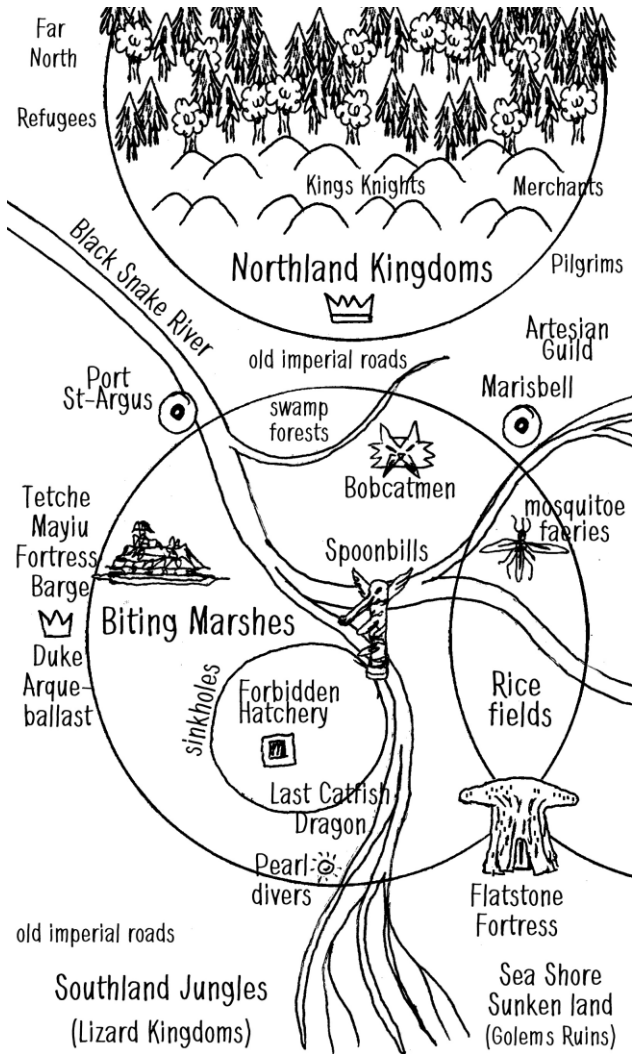 Far
North
Refugees
Kings Knights
Merchants
Northland Kingdoms
Pilgrims
Black Snake River
old imperial roads
Artesian
Guild
Port
St-Argus
swamp
forests
Marisbell
Bobcatmen
Tetche
Mayiu
Fortress
Barge
mosquitoe
faeries
Spoonbills
Biting Marshes
Duke
Arque-
ballast
sinkholes
Forbidden
Hatchery
Rice
fields
Last Catfish
Dragon
Pearl-
divers
Flatstone
Fortress
old imperial roads
Southland Jungles
(Lizard Kingdoms)
Sea Shore
Sunken land
(Golems Ruins)